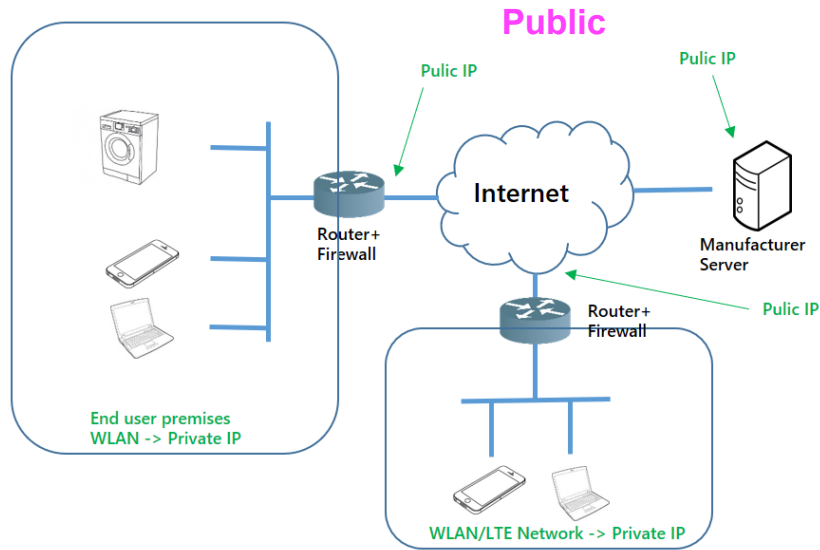 Public
Pulic IP
Pulic IP
Internet
Router+
Firewall
Manufacturer
Server
Router+
Firewall
Pulic IP
End user premises
WLAN -> Private IP
WLAN/LTE Network -> Private IP